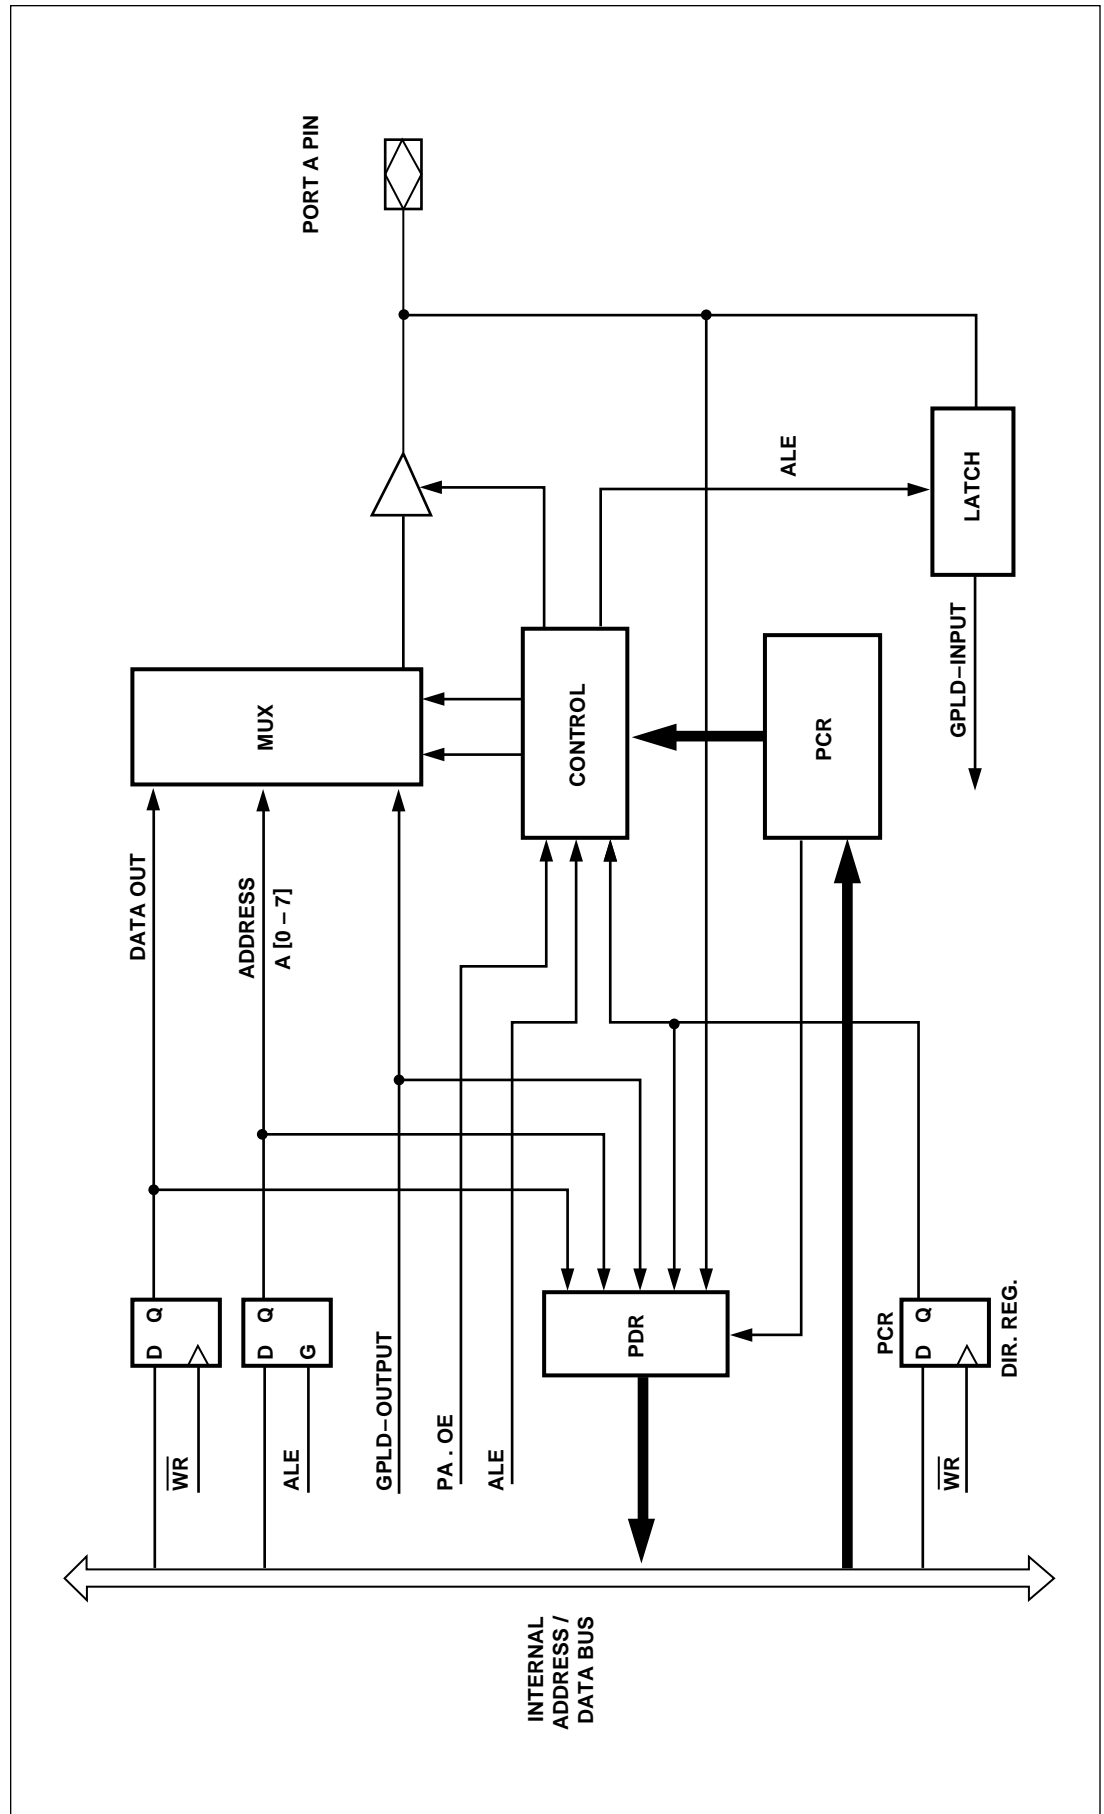 INTERNAL
ADDRESS /
DATA BUS
WR
D Q
DATA OUT
ALE
D Q
G
ADDRESS
A [0 – 7]
MUX
PORT A PIN
GPLD–OUTPUT
PA . OE
ALE
CONTROL
PDR
PCR
ALE
LATCH
GPLD–INPUT
WR
PCR
D Q
DIR. REG.